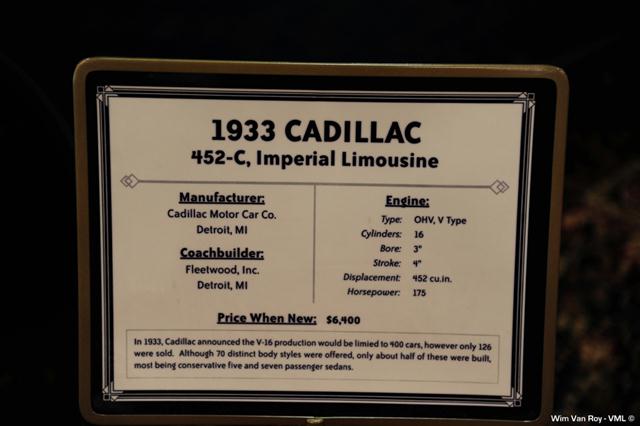 1933 CADILLAC
452-C, Imperial Limousine
Manufacturer:
Cadillac Motor Car Co.
Detroit, MI
Coachbuilder:
Fleetwood, Inc.
Detroit, MI
Engine:
Type: OHV, V Type
Cylinders: 16
Bore: 3"
Stroke: 4"
Displacement: 452 cu.in.
Horsepower: 175
Price When New: $6,400
In 1933, Cadillac announced the V-16 production would be limied to 400 cars, however only 126
were sold. Although 70 distinct body styles were offered, only about half of these were built,
most being conservative five and seven passenger sedans.
Wim Van Roy - VML ©